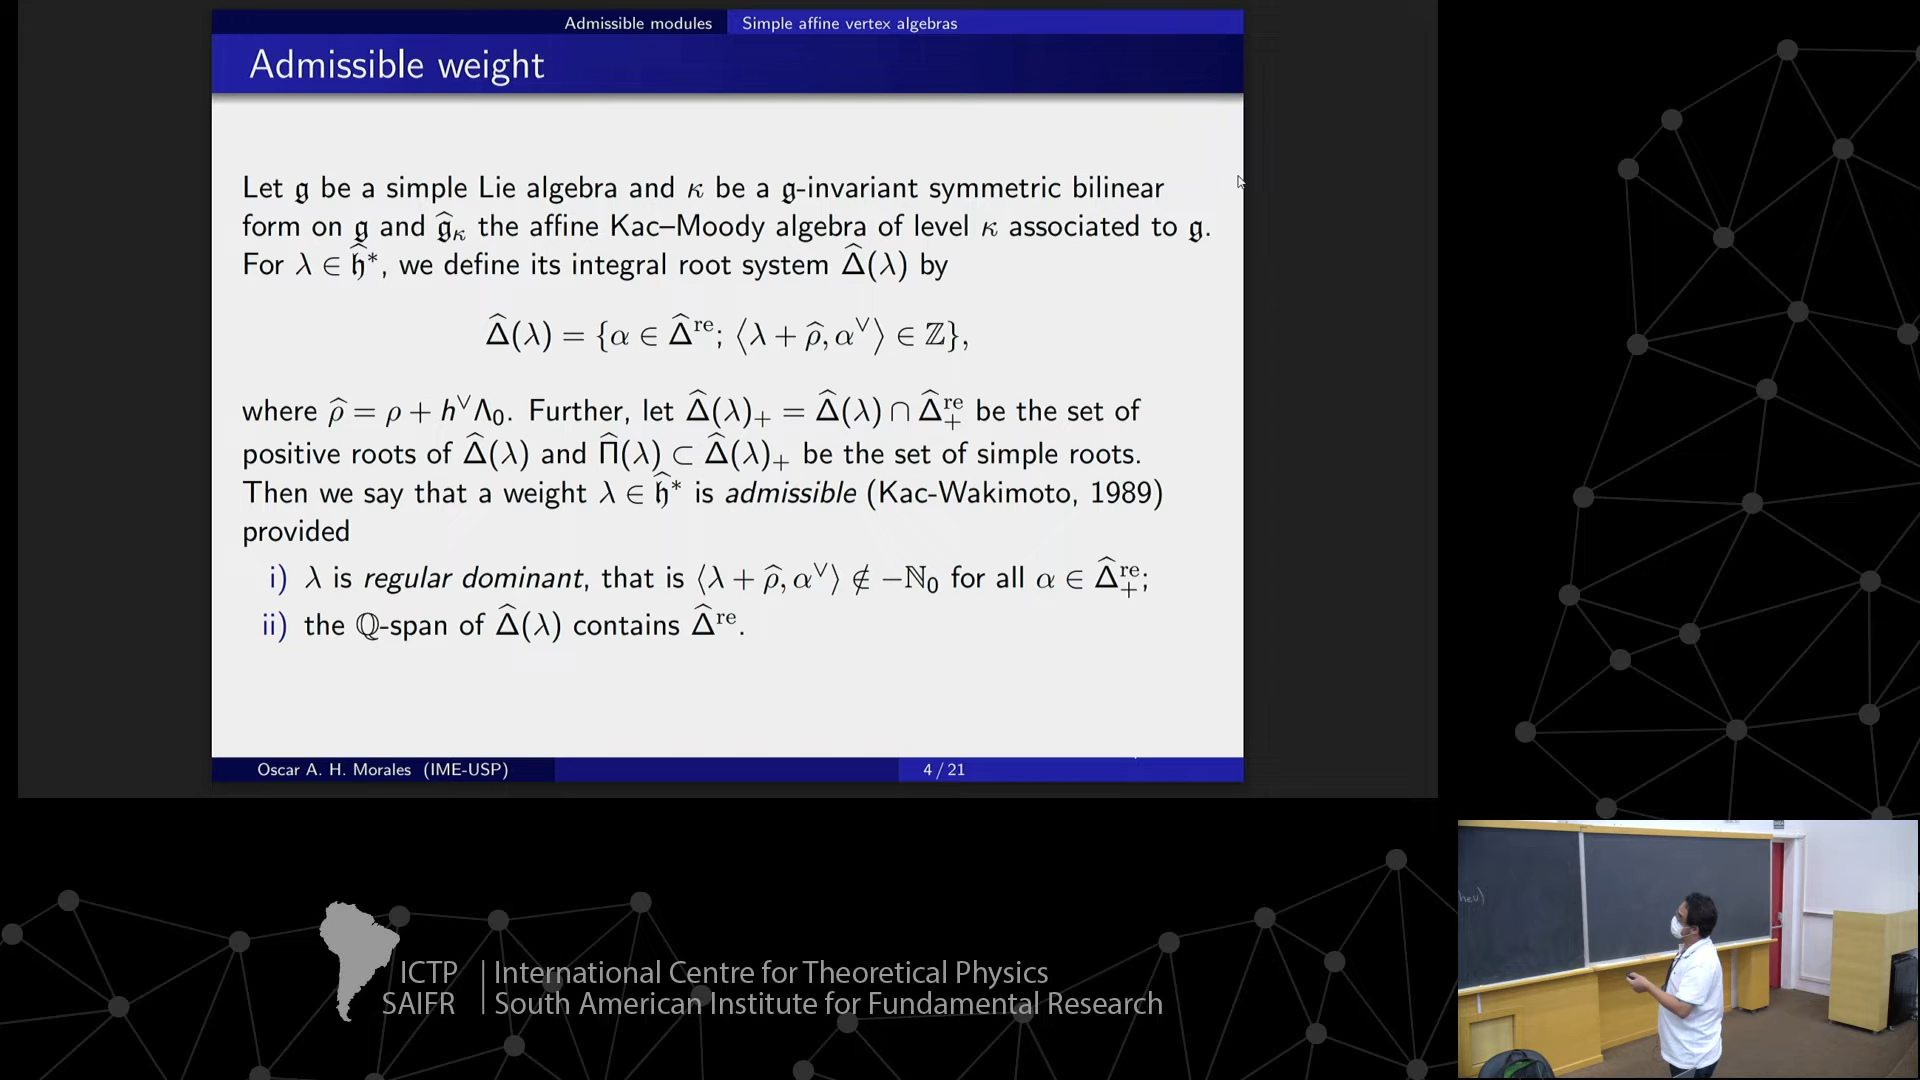 Admissible modules Simple affine vertex algebras
Admissible weight
Let 𝔤 be a simple Lie algebra and κ be a 𝔤-invariant symmetric bilinear
form on 𝔤 and 𝔤̂_κ the affine Kac–Moody algebra of level κ associated to 𝔤.
For λ ∈ 𝔥̂*, we define its integral root system Δ̂(λ) by
Δ̂(λ) = {α ∈ Δ̂^re; ⟨λ + ρ̂, α^∨⟩ ∈ ℤ},
where ρ̂ = ρ + h^∨Λ₀. Further, let Δ̂(λ)₊ = Δ̂(λ) ∩ Δ̂₊^re be the set of
positive roots of Δ̂(λ) and Π̂(λ) ⊂ Δ̂(λ)₊ be the set of simple roots.
Then we say that a weight λ ∈ 𝔥̂* is admissible (Kac-Wakimoto, 1989)
provided
i) λ is regular dominant, that is ⟨λ + ρ̂, α^∨⟩ ∉ −ℕ₀ for all α ∈ Δ̂₊^re;
ii) the ℚ-span of Δ̂(λ) contains Δ̂^re.
Oscar A. H. Morales (IME-USP) 4 / 21
ICTP | International Centre for Theoretical Physics
SAIFR | South American Institute for Fundamental Research